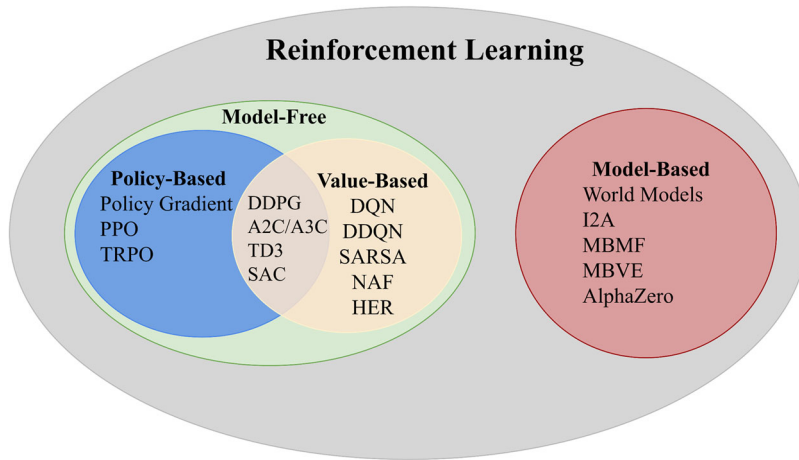 Reinforcement Learning
Model-Free
Policy-Based
Policy Gradient
PPO
TRPO
DDPG
A2C/A3C
TD3
SAC
Value-Based
DQN
DDQN
SARSA
NAF
HER
Model-Based
World Models
I2A
MBMF
MBVE
AlphaZero